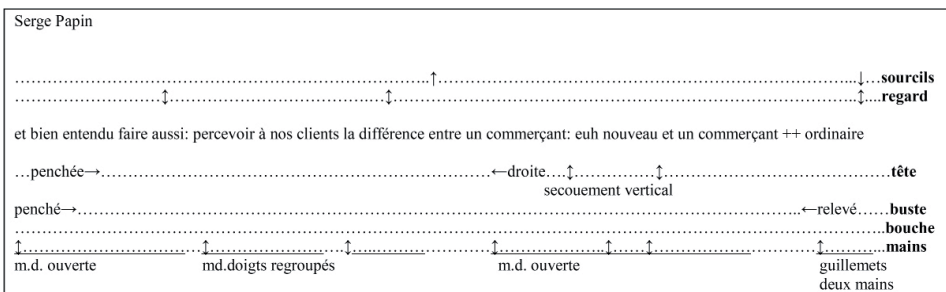 Serge Papin
……………………………………………………………………↑……………………………………………………………………..↓….sourcils
………………………↕……………………………………↕……………………………………………………………………………..↕....regard
et bien entendu faire aussi: percevoir à nos clients la différence entre un commerçant: euh nouveau et un commerçant ++ ordinaire
…penchée→………………………………………………………………←droite….↕……………↕……………………………………tête
secouement vertical
penché→………………………………………………………………………………………………………………………..←relevé……buste
………………………………………………………………………………………………………………………………………………..bouche
↕……………………………↕……………………↕………………………↕………………..↕……↕…………………………↕………..mains
m.d. ouverte md.doigts regroupés m.d. ouverte guillemets
deux mains